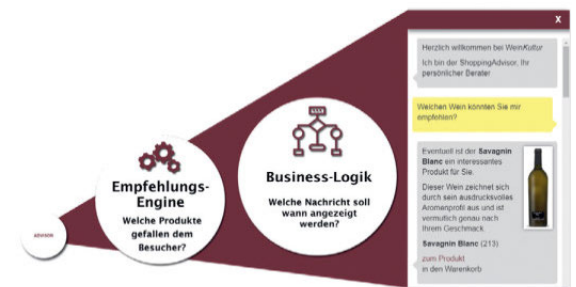 X
Herzlich willkommen bei WeinKultur
Ich bin der ShoppingAdvisor, Ihr
persönlicher Berater
Welchen Wein könnten Sie mir
empfehlen?
Eventuell ist der Savagnin
Blanc ein interessantes
Produkt für Sie.
Dieser Wein zeichnet sich
durch sein ausdrucksvolles
Aromenprofil aus und ist
vermutlich genau nach
Ihrem Geschmack.
Savagnin Blanc (213)
zum Produkt
in den Warenkorb
Business-Logik
Welche Nachricht soll
wann angezeigt
werden?
Empfehlungs-
Engine
Welche Produkte
gefallen dem
Besucher?
ADVISOR